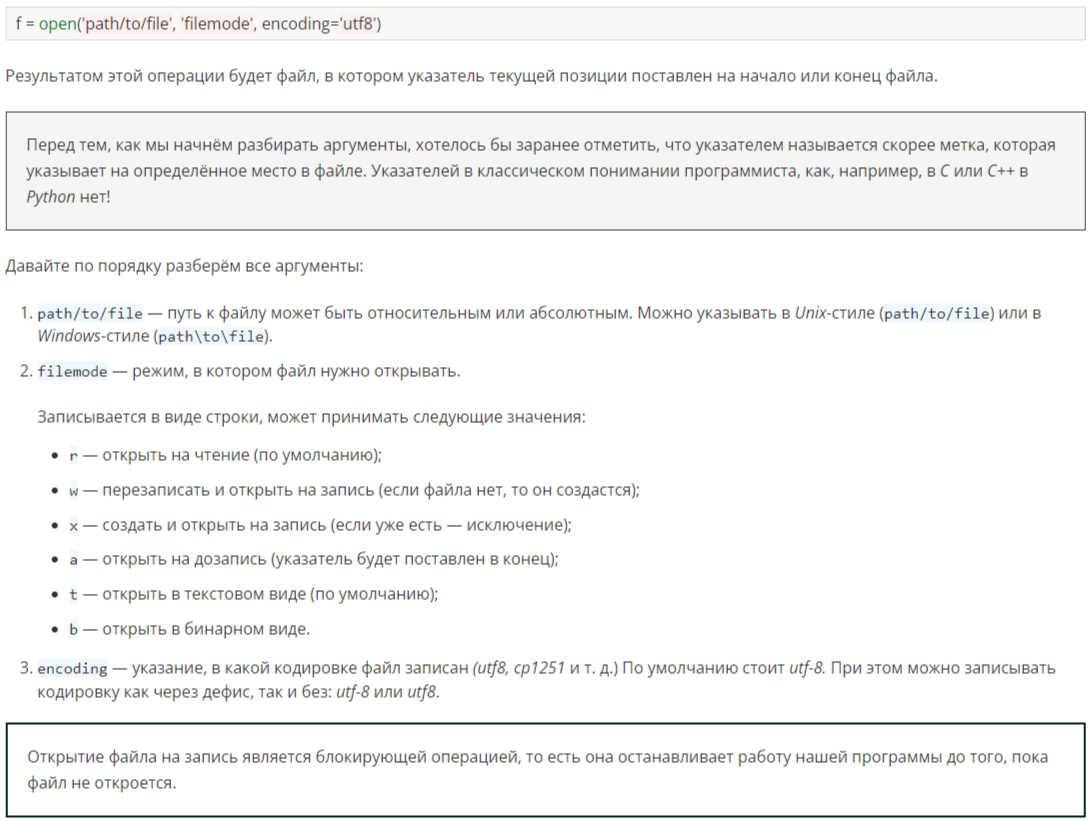 f = open('path/to/file', 'filemode', encoding='utf8')
Результатом этой операции будет файл, в котором указатель текущей позиции поставлен на начало или конец файла.
Перед тем, как мы начнём разбирать аргументы, хотелось бы заранее отметить, что указателем называется скорее метка, которая
указывает на определённое место в файле. Указателей в классическом понимании программиста, как, например, в C или C++ в
Python нет!
Давайте по порядку разберём все аргументы:
1. path/to/file — путь к файлу может быть относительным или абсолютным. Можно указывать в Unix-стиле (path/to/file) или в
Windows-стиле (path\to\file).
2. filemode — режим, в котором файл нужно открывать.
Записывается в виде строки, может принимать следующие значения:
• r — открыть на чтение (по умолчанию);
• w — перезаписать и открыть на запись (если файла нет, то он создастся);
• x — создать и открыть на запись (если уже есть — исключение);
• a — открыть на дозапись (указатель будет поставлен в конец);
• t — открыть в текстовом виде (по умолчанию);
• b — открыть в бинарном виде.
3. encoding — указание, в какой кодировке файл записан (utf8, cp1251 и т. д.) По умолчанию стоит utf-8. При этом можно записывать
кодировку как через дефис, так и без: utf-8 или utf8.
Открытие файла на запись является блокирующей операцией, то есть она останавливает работу нашей программы до того, пока
файл не откроется.